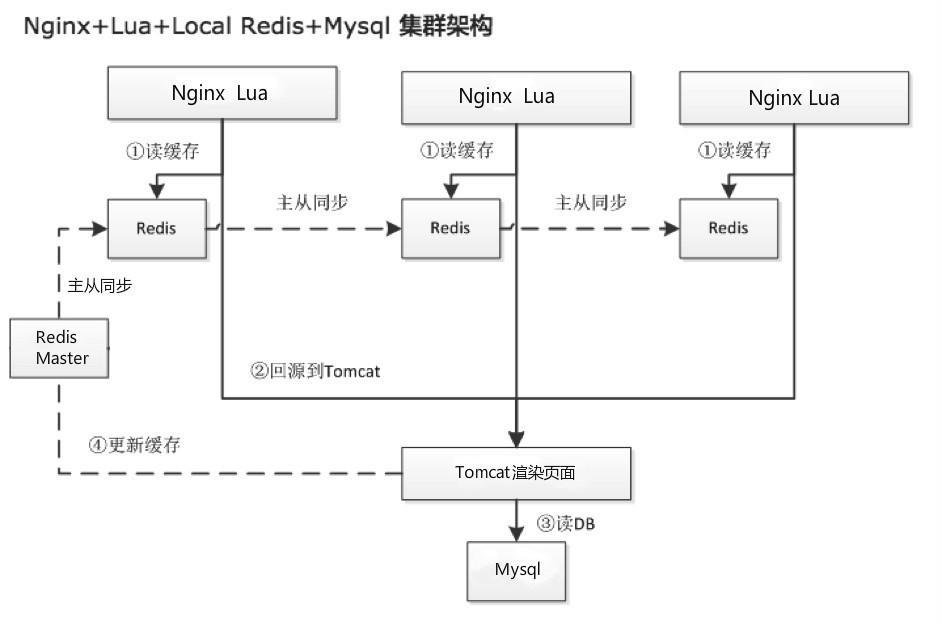 Nginx+Lua+Local Redis+Mysql 集群架构
Nginx Lua
Nginx Lua
Nginx Lua
①读缓存
①读缓存
①读缓存
主从同步
主从同步
Redis
Redis
Redis
主从同步
Redis
Master
②回源到Tomcat
④更新缓存
Tomcat渲染页面
③读DB
Mysql